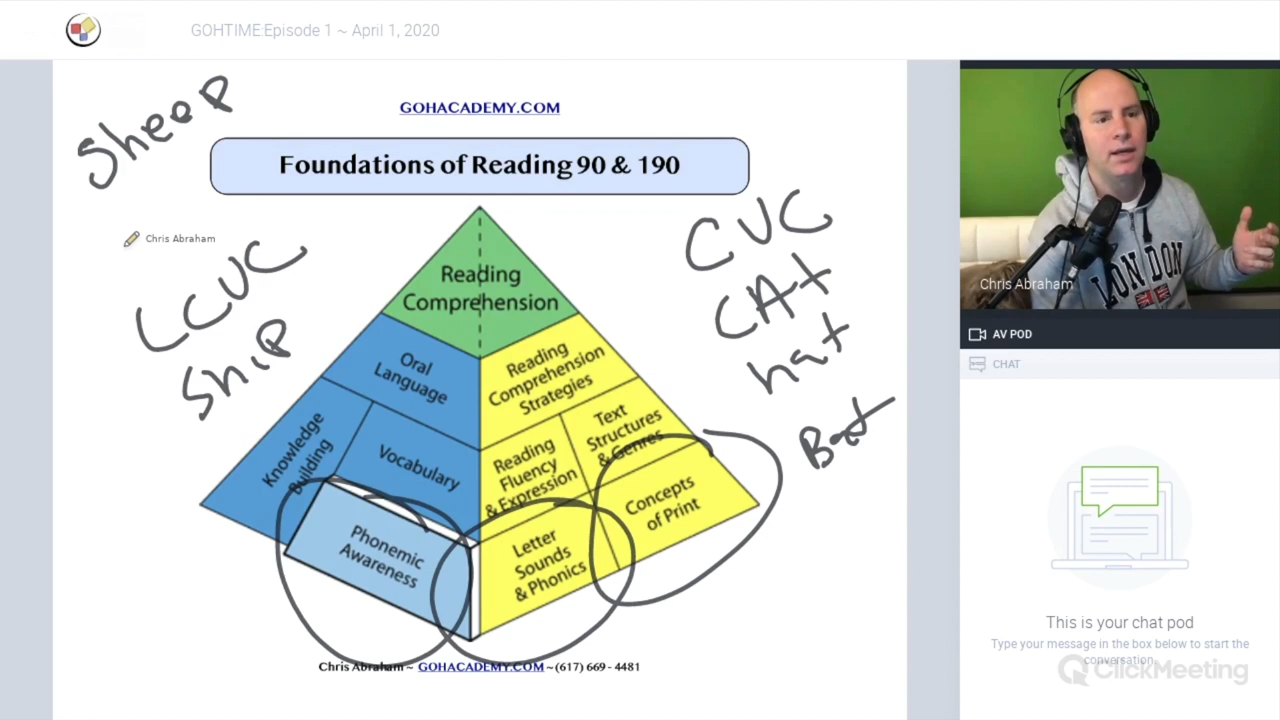 GOHTIME:Episode 1 ~ April 1, 2020
GOHACADEMY.COM
Sheep
Foundations of Reading 90 & 190
Chris Abraham
LCVC
Ship
CVC
CAt
hat
Bat
Reading
Comprehension
Oral
Language
Reading
Comprehension
Strategies
Knowledge
Building
Vocabulary
Reading
Fluency
& Expression
Text
Structures
& Genres
Phonemic
Awareness
Letter
Sounds
& Phonics
Concepts
of Print
Chris Abraham ~ GOHACADEMY.COM ~ (617) 669 - 4481
LONDON
Chris Abraham
AV POD
CHAT
This is your chat pod
Type your message in the box below to start the
conversation.
ClickMeeting